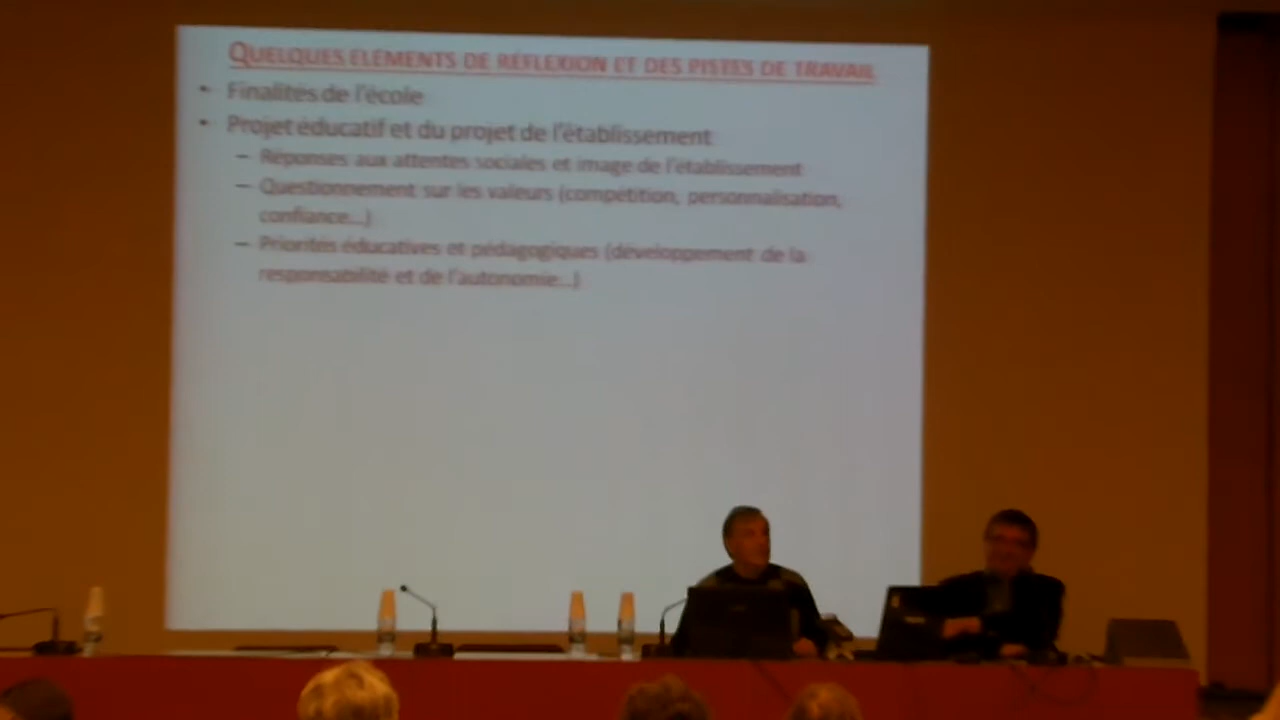 QUELQUES ELEMENTS DE REFLEXION ET DES PISTES DE TRAVAIL
• Finalités de l'école
• Projet éducatif et du projet de l'établissement
– Réponses aux attentes sociales et image de l'établissement
– Questionnement sur les valeurs (compétition, personnalisation,
confiance...)
– Priorités éducatives et pédagogiques (développement de la
responsabilité et de l'autonomie...)